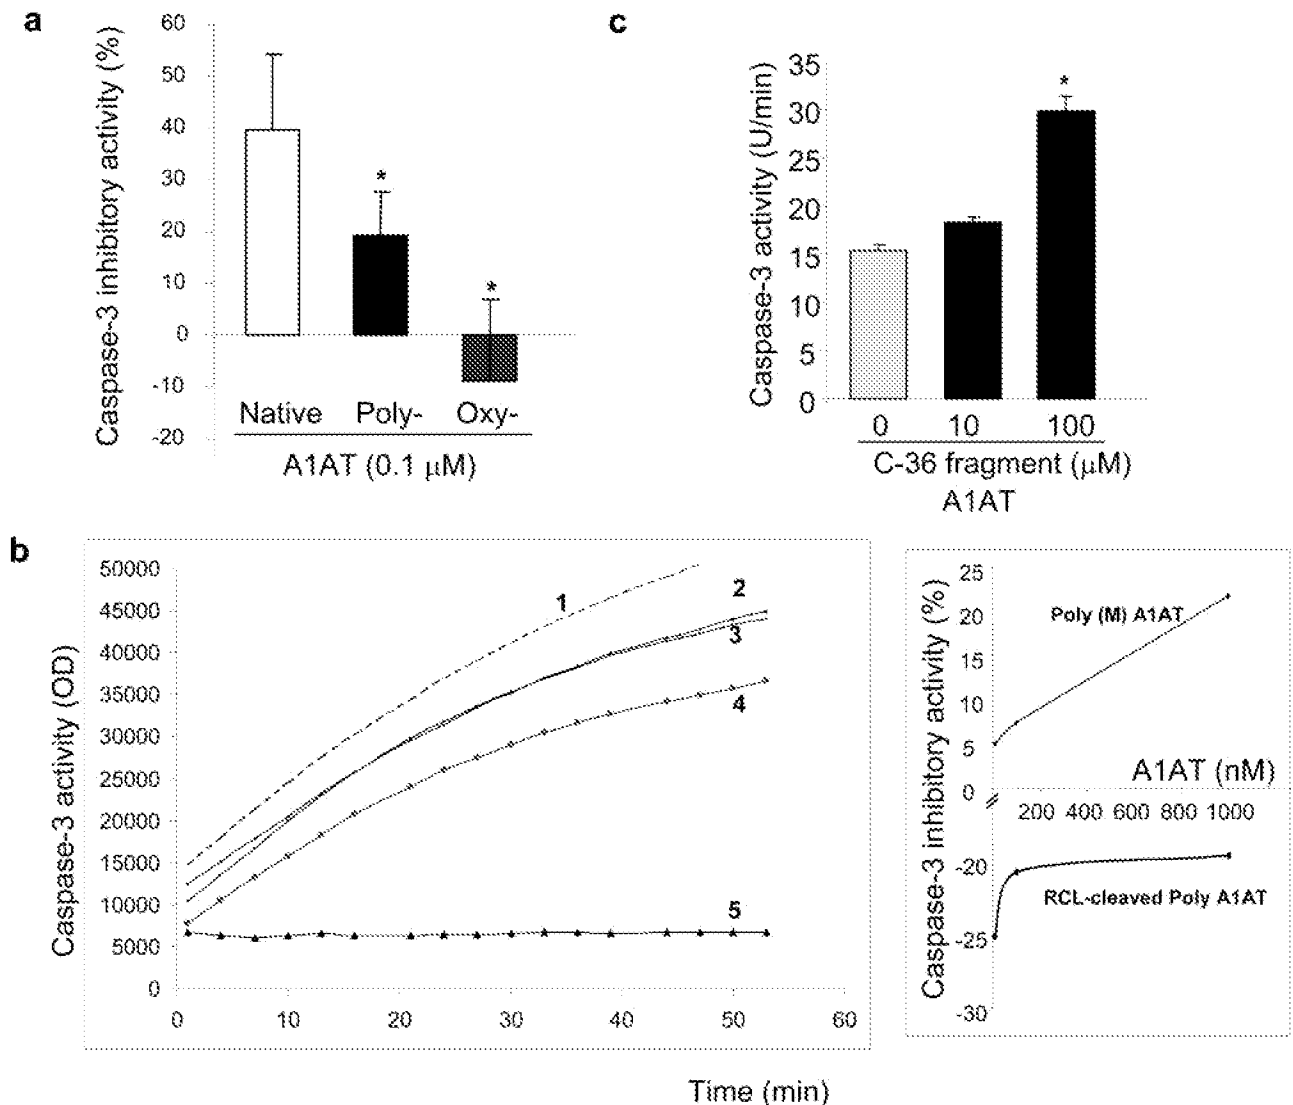 a
Caspase-3 inhibitory activity (%)
60
50
40
30
20
10
0
-10
-20
*
*
Native Poly- Oxy-
A1AT (0.1 μM)
c
Caspase-3 activity (U/min)
35
30
25
20
15
10
5
0
*
0 10 100
C-36 fragment (μM)
A1AT
b
Caspase-3 activity (OD)
50000
45000
40000
35000
30000
25000
20000
15000
10000
5000
0
1
2
3
4
5
0 10 20 30 40 50 60
Time (min)
Caspase-3 inhibitory activity (%)
25
20
15
10
5
0
-20
-25
-30
Poly (M) A1AT
A1AT (nM)
200 400 600 800 1000
RCL-cleaved Poly A1AT